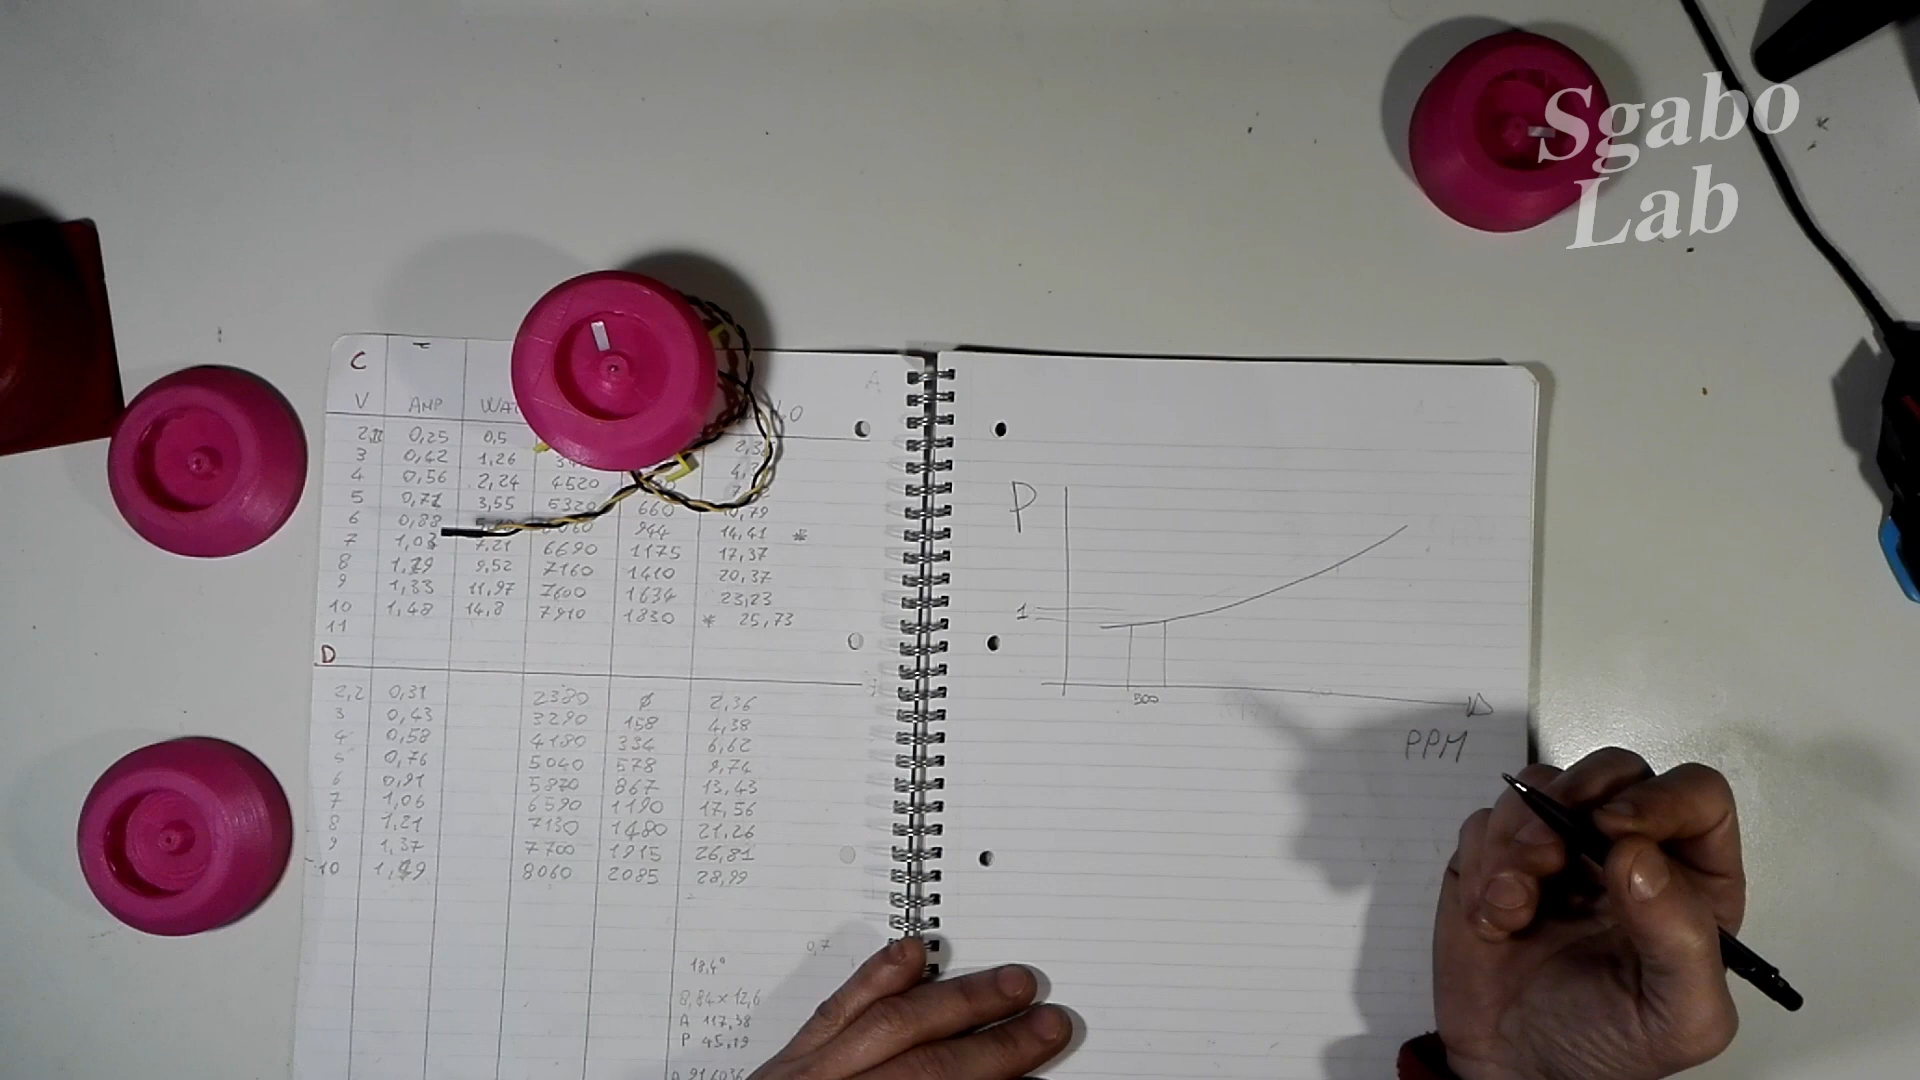 Sgabo
Lab
C
V AMP
2 0,25 0,5
3 0,42 1,26
4 0,56 2,24 4520
5 0,71 3,55 5320 660 10,79
6 0,88 944 14,41 *
7 1,03 7,21 6690 1175 17,37
8 1,19 9,52 7160 1410 20,37
9 1,33 11,97 7600 1634 23,23
10 1,48 14,8 7910 1830 * 25,73
11
D
2,2 0,31 2380 ϕ 2,36
3 0,43 3290 158 4,38
4 0,58 4180 334 6,62
5 0,76 5040 578 9,74
6 0,91 5870 867 13,43
7 1,06 6590 1190 17,56
8 1,21 7130 1480 21,26
9 1,37 7700 1915 26,81
10 8060 2085 28,99
0,7
18,4°
8,84 x 12,6
A 117,38
P 45,19
P
1
500
PPM